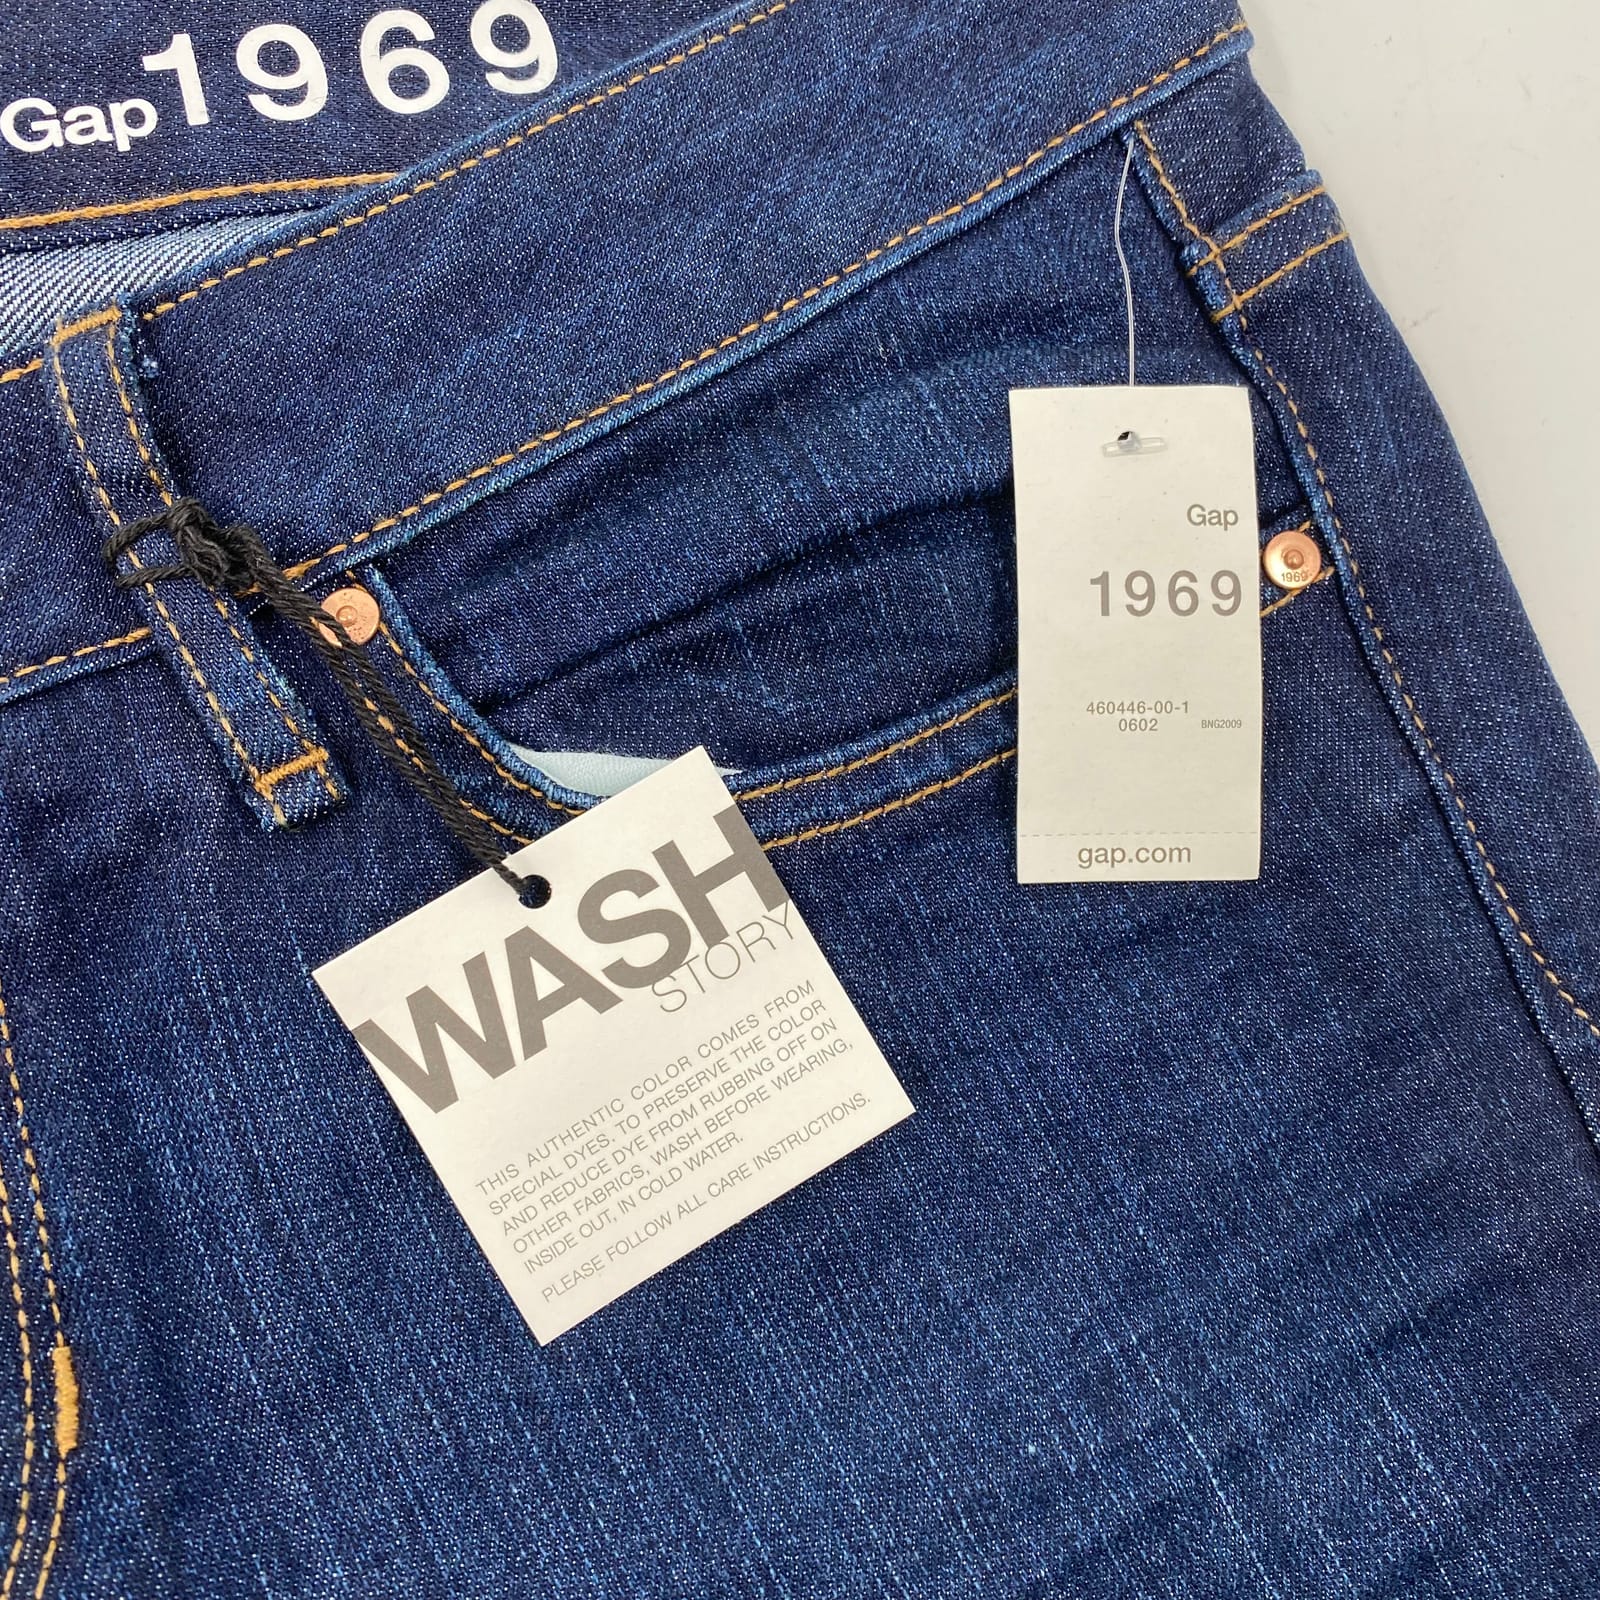 Gap 1969
Gap
1969
460446-00-1
0602 BNG2009
gap.com
1969
WASH
STORY
THIS AUTHENTIC COLOR COMES FROM
SPECIAL DYES. TO PRESERVE THE COLOR
AND REDUCE DYE FROM RUBBING OFF ON
OTHER FABRICS, WASH BEFORE WEARING,
INSIDE OUT, IN COLD WATER.
PLEASE FOLLOW ALL CARE INSTRUCTIONS.